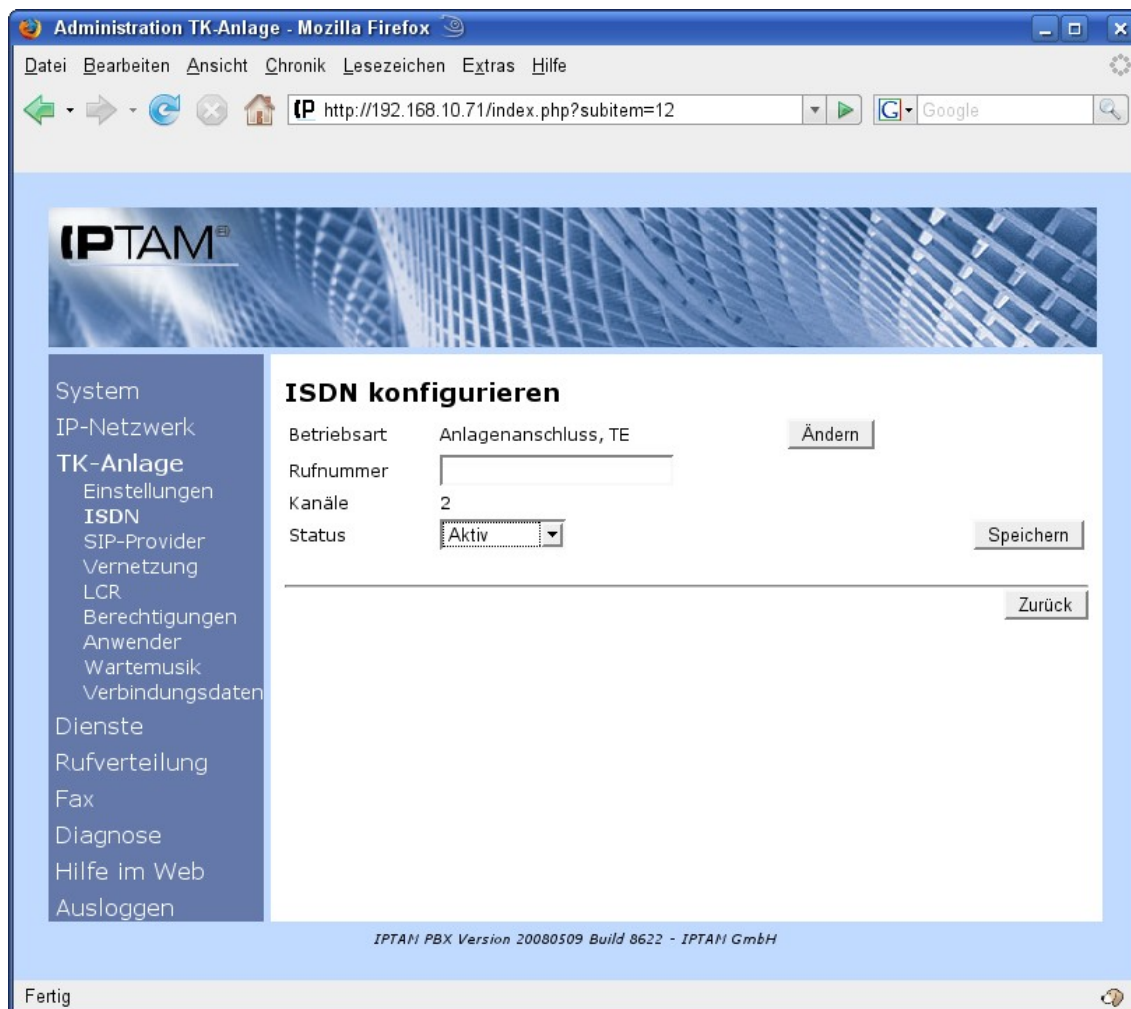 Administration TK-Anlage - Mozilla Firefox
Datei Bearbeiten Ansicht Chronik Lesezeichen Extras Hilfe
http://192.168.10.71/index.php?subitem=12
G Google
IPTAM®
System
IP-Netzwerk
TK-Anlage
Einstellungen
ISDN
SIP-Provider
Vernetzung
LCR
Berechtigungen
Anwender
Wartemusik
Verbindungsdaten
Dienste
Rufverteilung
Fax
Diagnose
Hilfe im Web
Ausloggen
ISDN konfigurieren
Betriebsart Anlagenanschluss, TE Ändern
Rufnummer
Kanäle 2
Status Aktiv Speichern
Zurück
IPTAM PBX Version 20080509 Build 8622 - IPTAM GmbH
Fertig